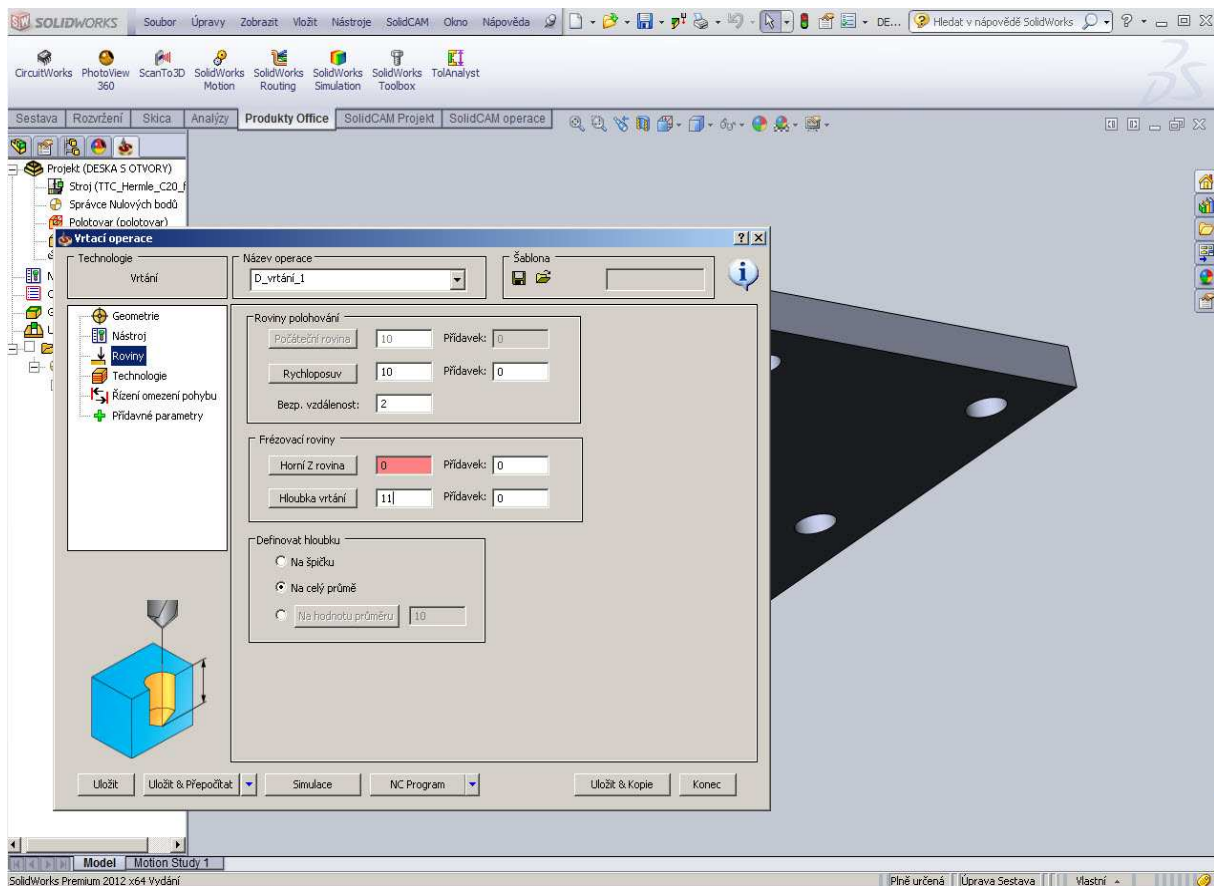 SOLIDWORKS Soubor Úpravy Zobrazit Vložit Nástroje SolidCAM Okno Nápověda DE... Hledat v nápovědě SolidWorks
CircuitWorks PhotoView 360 ScanTo3D SolidWorks Motion SolidWorks Routing SolidWorks Simulation SolidWorks Toolbox TolAnalyst
Sestava Rozvržení Skica Analýzy Produkty Office SolidCAM Projekt SolidCAM operace
Projekt (DESKA S OTVORY)
Stroj (TTC_Hermle_C20_f
Správce Nulových bodů
Polotovar (polotovar)
Vrtací operace
Technologie
Vrtání
Název operace
D_vrtání_1
Šablona
Geometrie
Nástroj
Roviny
Technologie
Řízení omezení pohybu
Přídavné parametry
Roviny polohování
Počáteční rovina 10 Přídavek: 0
Rychloposuv 10 Přídavek: 0
Bezp. vzdálenost: 2
Frézovací roviny
Horní Z rovina 0 Přídavek: 0
Hloubka vrtání 11 Přídavek: 0
Definovat hloubku
Na špičku
Na celý průmě
Na hodnotu průměru 10
Uložit Uložit & Přepočítat Simulace NC Program Uložit & Kopie Konec
Model Motion Study 1
SolidWorks Premium 2012 x64 Vydání Plně určená Úprava Sestava Vlastní